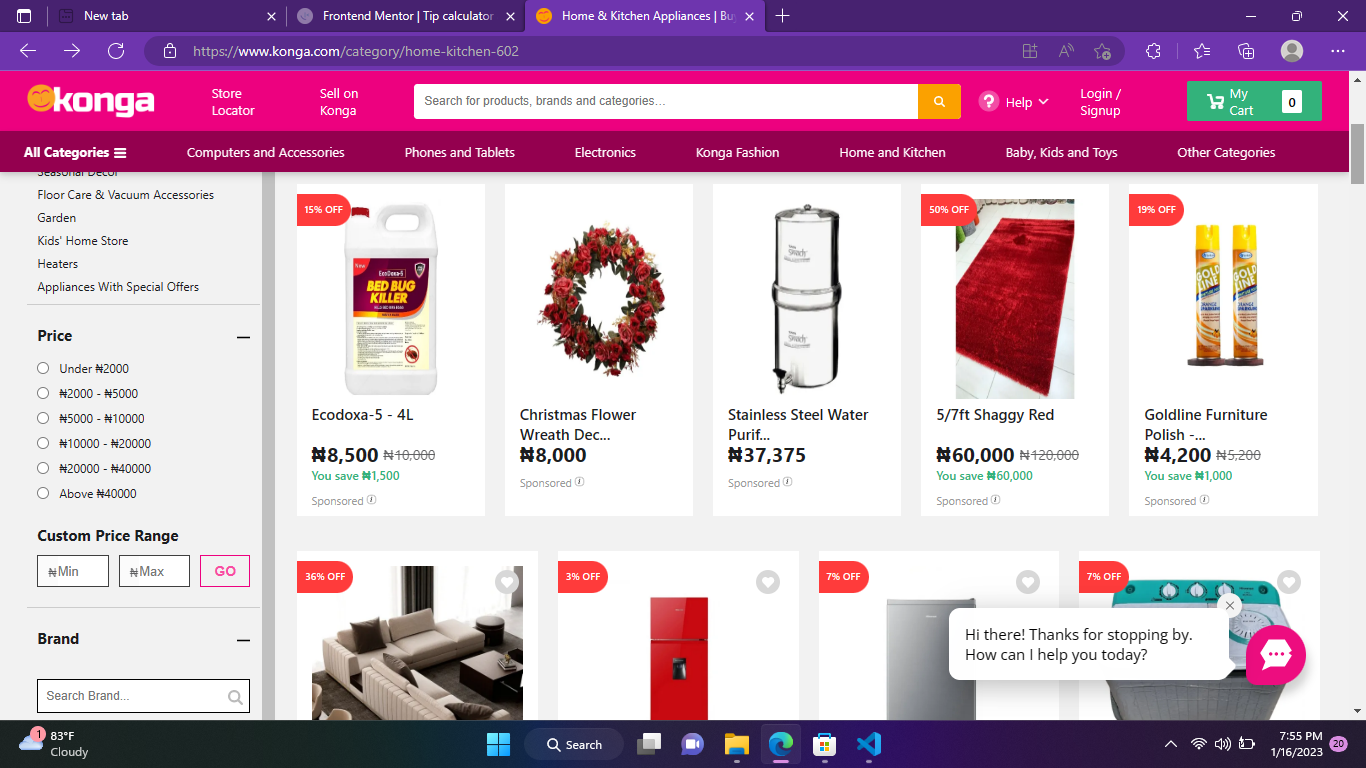 New tab
Frontend Mentor | Tip calculator
Home & Kitchen Appliances | Bu
https://www.konga.com/category/home-kitchen-602
konga
Store
Locator
Sell on
Konga
Search for products, brands and categories...
Help
Login /
Signup
My
Cart
0
All Categories
Computers and Accessories
Phones and Tablets
Electronics
Konga Fashion
Home and Kitchen
Baby, Kids and Toys
Other Categories
Seasonal Decor
Floor Care & Vacuum Accessories
Garden
Kids' Home Store
Heaters
Appliances With Special Offers
Price
Under ₦2000
₦2000 - ₦5000
₦5000 - ₦10000
₦10000 - ₦20000
₦20000 - ₦40000
Above ₦40000
Custom Price Range
₦Min
₦Max
GO
Brand
Search Brand...
15% OFF
New
EcoDoxa-5
BED BUG
KILLER
Ecodoxa-5 - 4L
₦8,500 ₦10,000
You save ₦1,500
Sponsored
Christmas Flower
Wreath Dec...
₦8,000
Sponsored
Stainless Steel Water
Purif...
₦37,375
Sponsored
50% OFF
5/7ft Shaggy Red
₦60,000 ₦120,000
You save ₦60,000
Sponsored
19% OFF
GOLD
LINE
GOLD
LINE
Goldline Furniture
Polish -...
₦4,200 ₦5,200
You save ₦1,000
Sponsored
36% OFF
3% OFF
7% OFF
7% OFF
Hi there! Thanks for stopping by.
How can I help you today?
1
83°F
Cloudy
Search
7:55 PM
1/16/2023
20